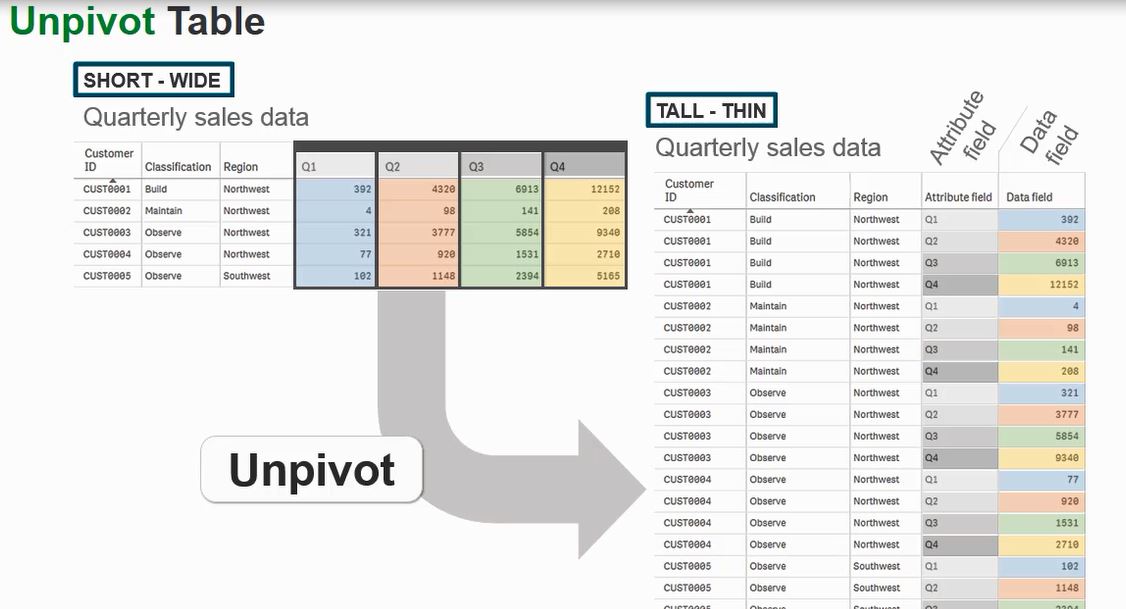 Unpivot Table
SHORT - WIDE
Quarterly sales data
Customer ID Classification Region Q1 Q2 Q3 Q4
CUST0001 Build Northwest 392 4320 6913 12152
CUST0002 Maintain Northwest 4 98 141 208
CUST0003 Observe Northwest 321 3777 5854 9340
CUST0004 Observe Northwest 77 920 1531 2710
CUST0005 Observe Southwest 102 1148 2394 5165
Unpivot
TALL - THIN
Quarterly sales data
Attribute field
Data field
Customer ID Classification Region Attribute field Data field
CUST0001 Build Northwest Q1 392
CUST0001 Build Northwest Q2 4320
CUST0001 Build Northwest Q3 6913
CUST0001 Build Northwest Q4 12152
CUST0002 Maintain Northwest Q1 4
CUST0002 Maintain Northwest Q2 98
CUST0002 Maintain Northwest Q3 141
CUST0002 Maintain Northwest Q4 208
CUST0003 Observe Northwest Q1 321
CUST0003 Observe Northwest Q2 3777
CUST0003 Observe Northwest Q3 5854
CUST0003 Observe Northwest Q4 9340
CUST0004 Observe Northwest Q1 77
CUST0004 Observe Northwest Q2 920
CUST0004 Observe Northwest Q3 1531
CUST0004 Observe Northwest Q4 2710
CUST0005 Observe Southwest Q1 102
CUST0005 Observe Southwest Q2 1148